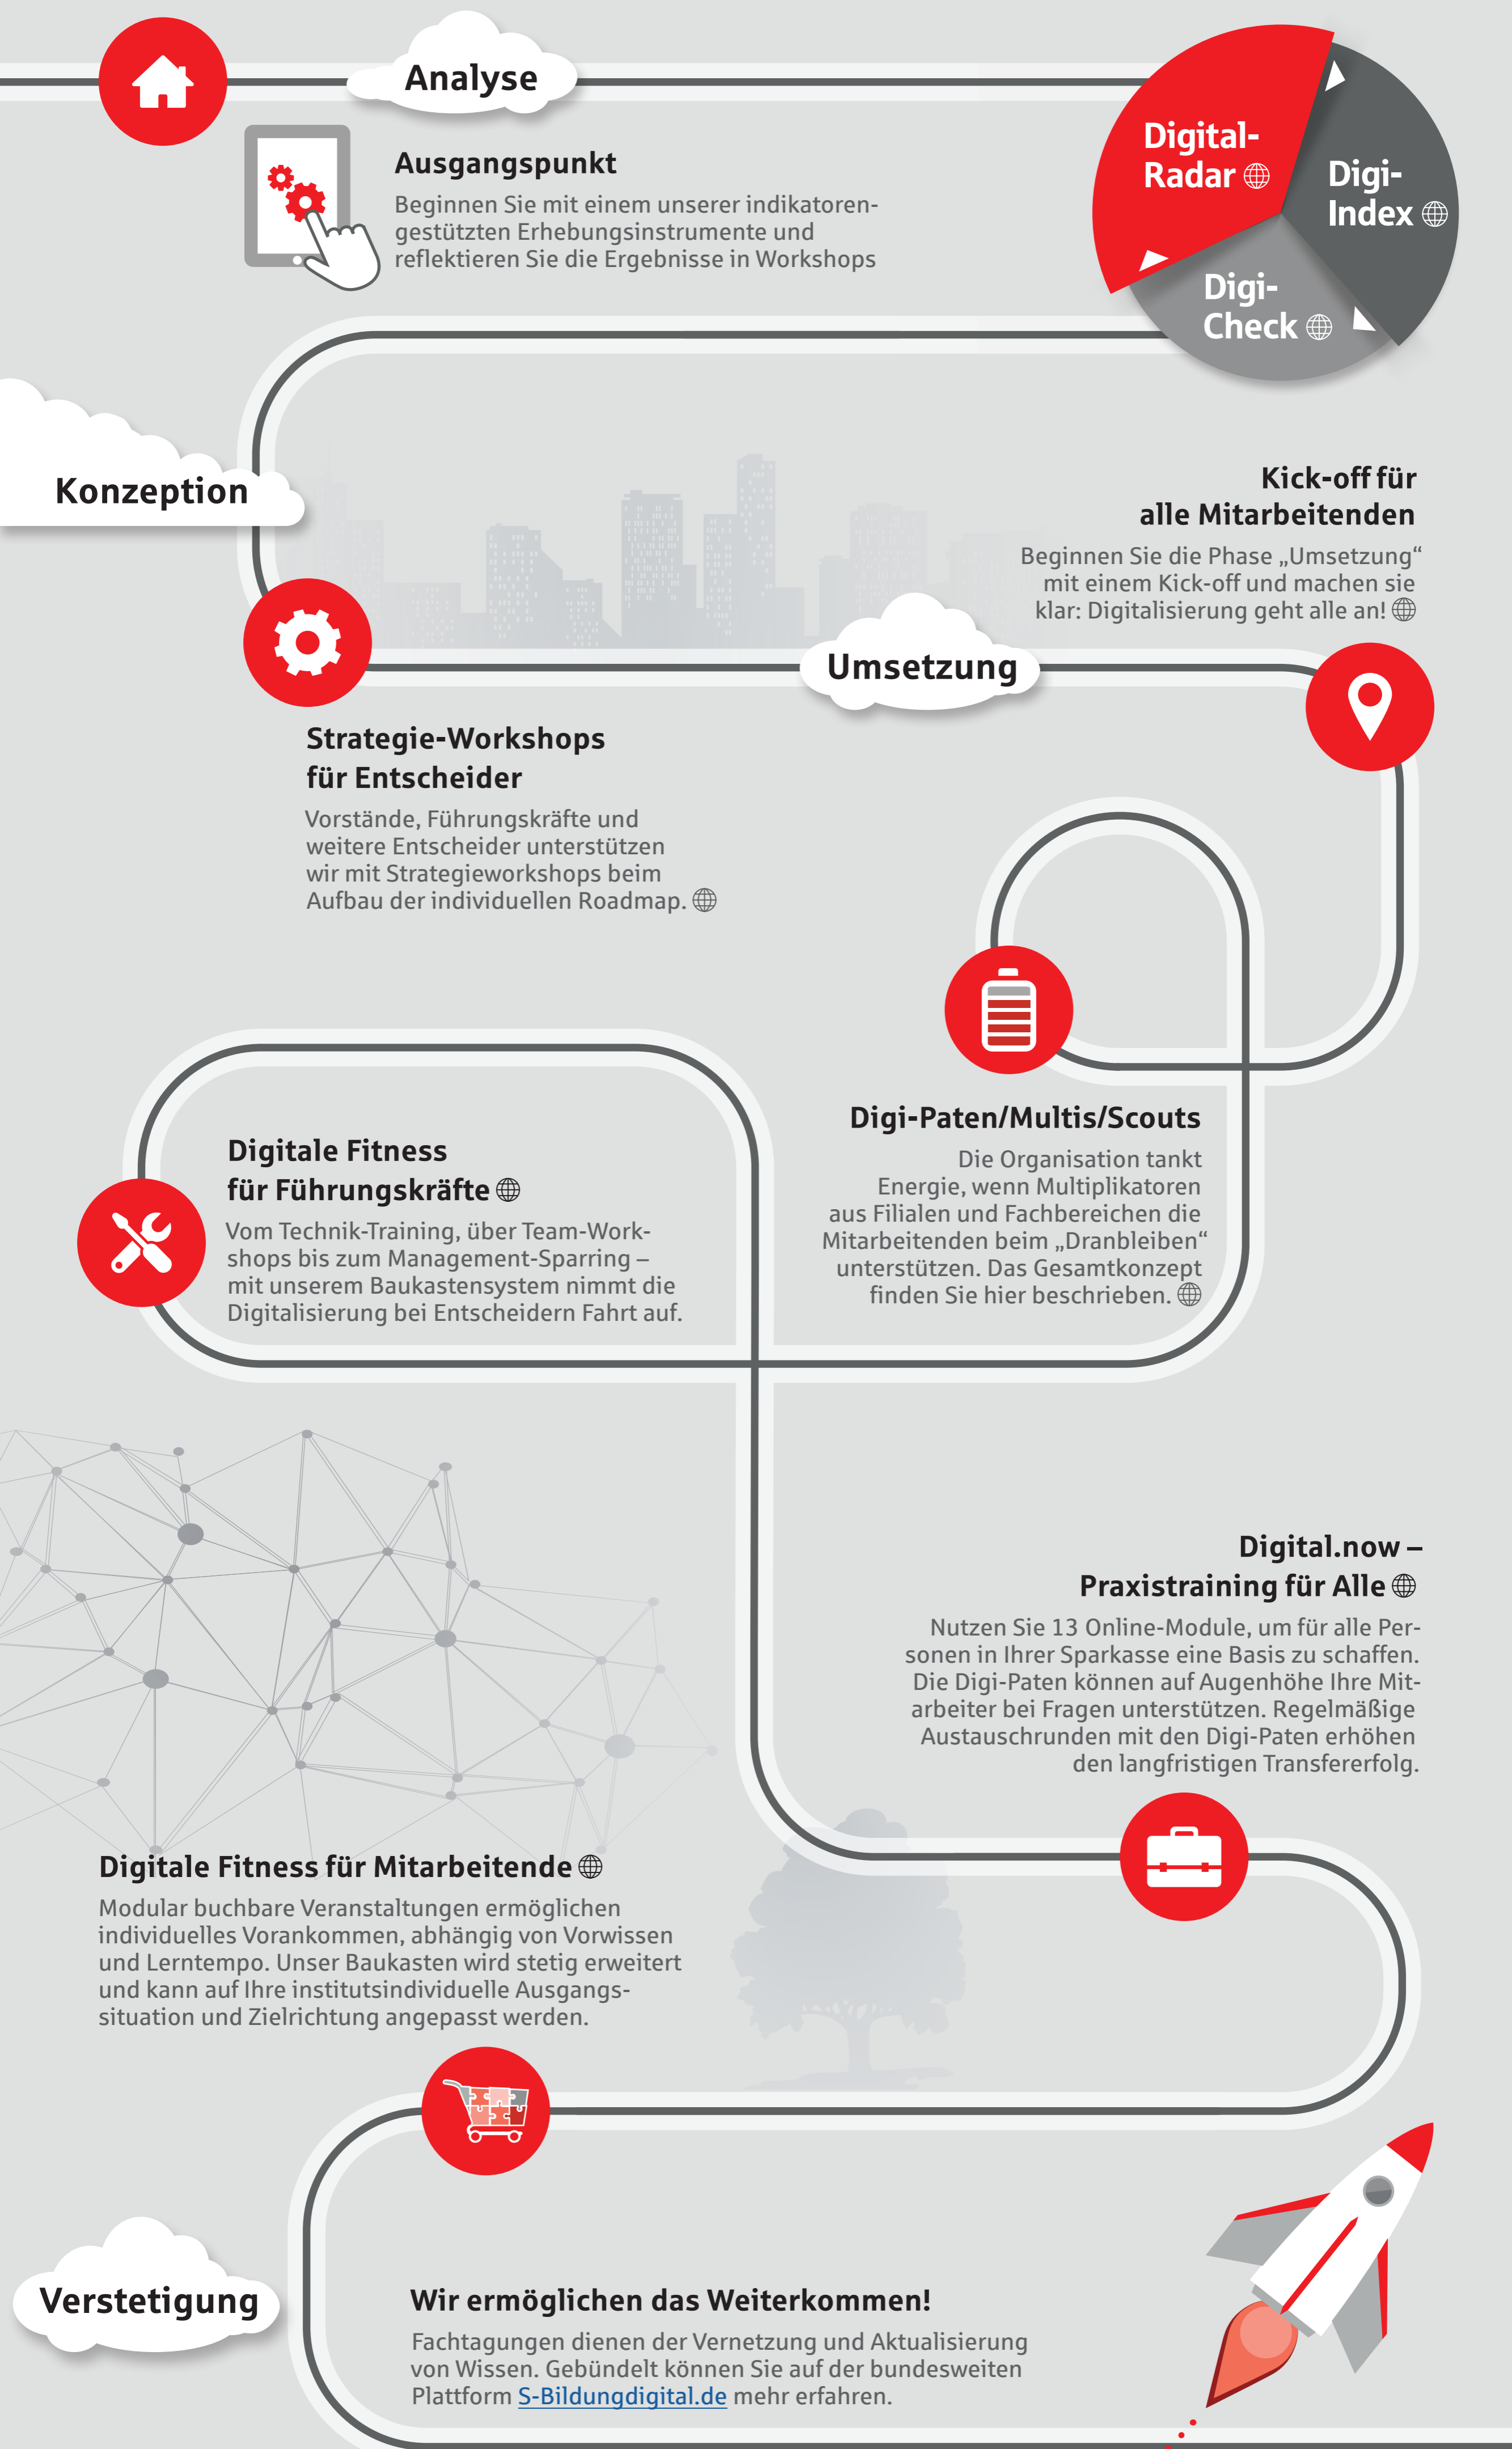 Analyse
Ausgangspunkt
Beginnen Sie mit einem unserer indikatoren-
gestützten Erhebungsinstrumente und
reflektieren Sie die Ergebnisse in Workshops
Digital-
Radar
Digi-
Index
Digi-
Check
Konzeption
Kick-off für
alle Mitarbeitenden
Beginnen Sie die Phase „Umsetzung“
mit einem Kick-off und machen sie
klar: Digitalisierung geht alle an!
Umsetzung
Strategie-Workshops
für Entscheider
Vorstände, Führungskräfte und
weitere Entscheider unterstützen
wir mit Strategieworkshops beim
Aufbau der individuellen Roadmap.
Digi-Paten/Multis/Scouts
Die Organisation tankt
Energie, wenn Multiplikatoren
aus Filialen und Fachbereichen die
Mitarbeitenden beim „Dranbleiben“
unterstützen. Das Gesamtkonzept
finden Sie hier beschrieben.
Digitale Fitness
für Führungskräfte
Vom Technik-Training, über Team-Work-
shops bis zum Management-Sparring –
mit unserem Baukastensystem nimmt die
Digitalisierung bei Entscheidern Fahrt auf.
Digital.now –
Praxistraining für Alle
Nutzen Sie 13 Online-Module, um für alle Per-
sonen in Ihrer Sparkasse eine Basis zu schaffen.
Die Digi-Paten können auf Augenhöhe Ihre Mit-
arbeiter bei Fragen unterstützen. Regelmäßige
Austauschrunden mit den Digi-Paten erhöhen
den langfristigen Transfererfolg.
Digitale Fitness für Mitarbeitende
Modular buchbare Veranstaltungen ermöglichen
individuelles Vorankommen, abhängig von Vorwissen
und Lerntempo. Unser Baukasten wird stetig erweitert
und kann auf Ihre institutsindividuelle Ausgangs-
situation und Zielrichtung angepasst werden.
Verstetigung
Wir ermöglichen das Weiterkommen!
Fachtagungen dienen der Vernetzung und Aktualisierung
von Wissen. Gebündelt können Sie auf der bundesweiten
Plattform S-Bildungdigital.de mehr erfahren.